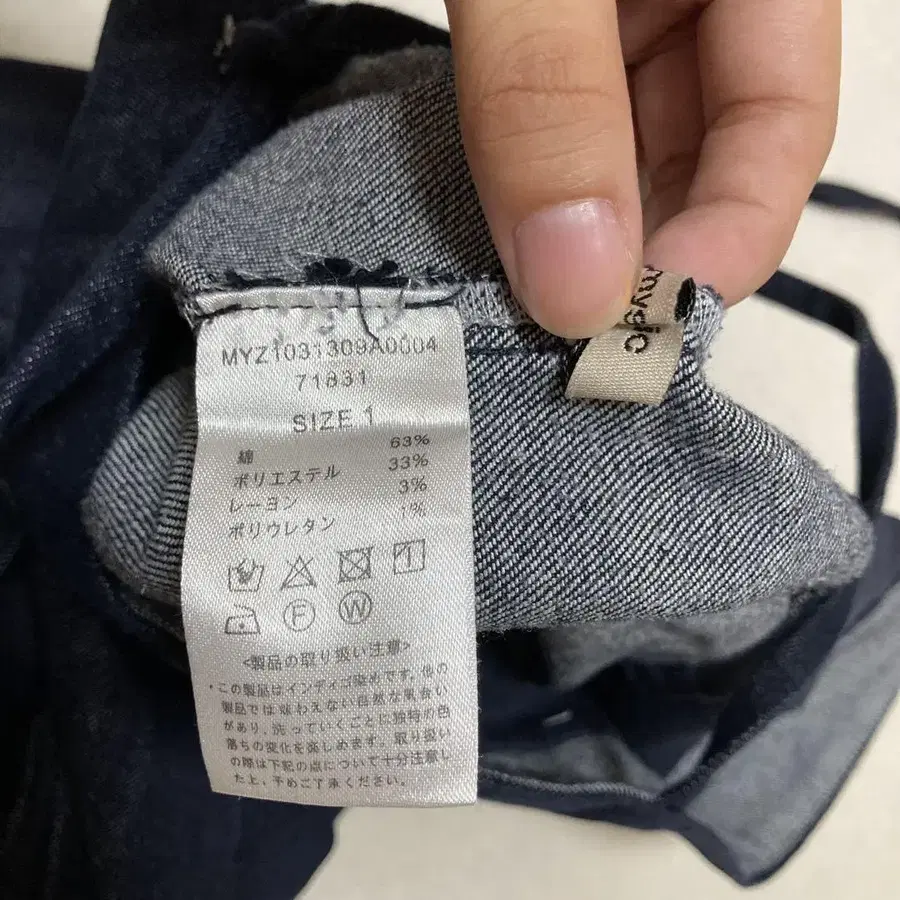 MYZ1031309A0004
71831
SIZE 1
綿 63%
ポリエステル 33%
レーヨン 3%
ポリウレタン 1%
F W
<製品の取り扱い注意>
・この製品はインディゴ染めです。他の
製品では味わえない自然な風合い
があり、洗っていくごとに独特の色
落ちの変化を楽しめます。取り扱い
の際は下記の点について十分注意し
た上、予めご了承ください。
mysic